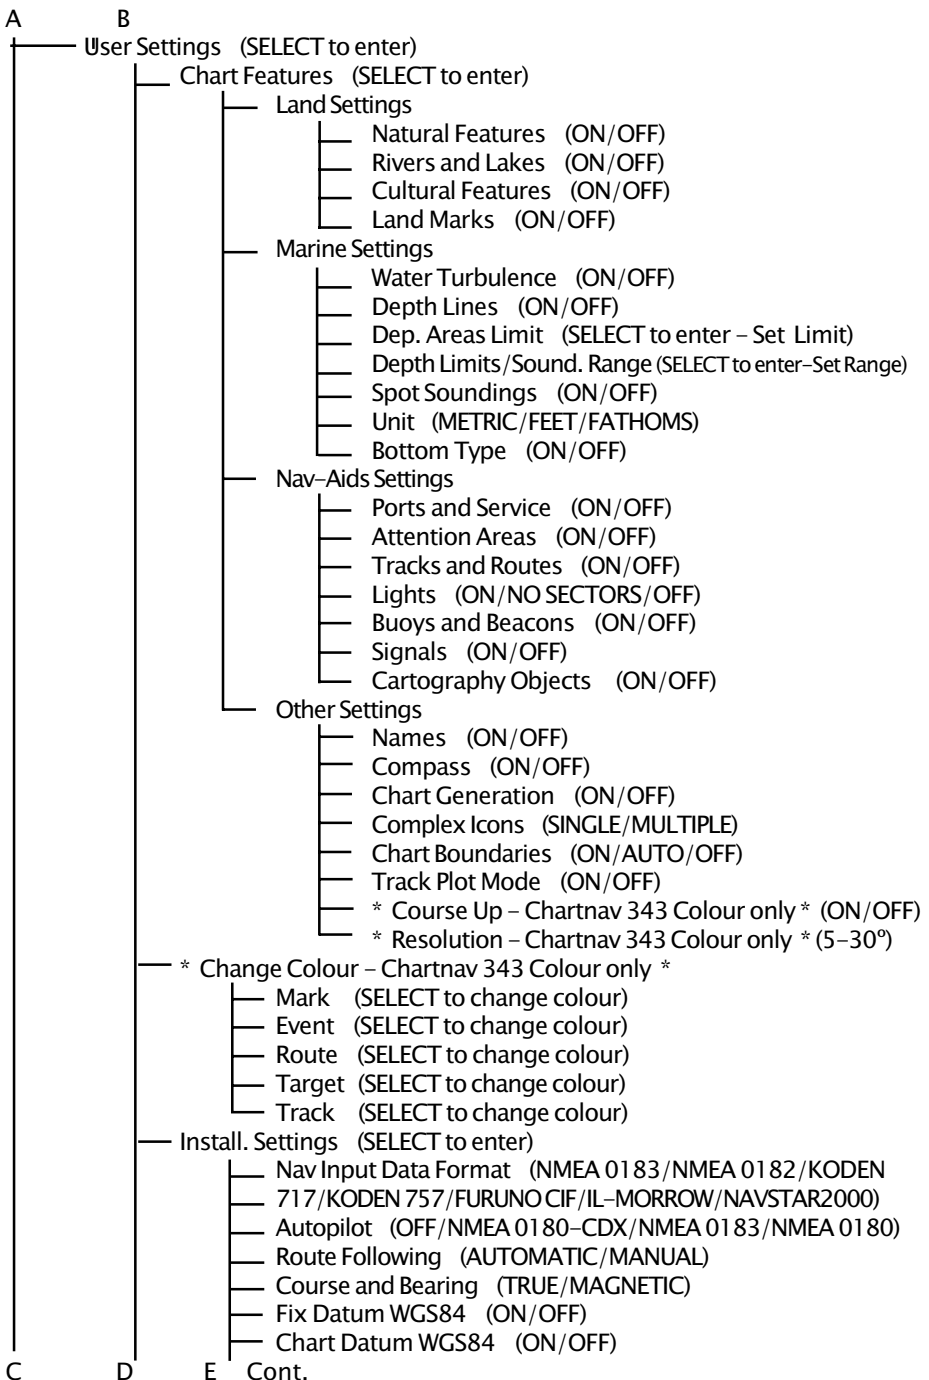 A B
User Settings (SELECT to enter)
Chart Features (SELECT to enter)
Land Settings
Natural Features (ON/OFF)
Rivers and Lakes (ON/OFF)
Cultural Features (ON/OFF)
Land Marks (ON/OFF)
Marine Settings
Water Turbulence (ON/OFF)
Depth Lines (ON/OFF)
Dep. Areas Limit (SELECT to enter - Set Limit)
Depth Limits/Sound. Range (SELECT to enter-Set Range)
Spot Soundings (ON/OFF)
Unit (METRIC/FEET/FATHOMS)
Bottom Type (ON/OFF)
Nav-Aids Settings
Ports and Service (ON/OFF)
Attention Areas (ON/OFF)
Tracks and Routes (ON/OFF)
Lights (ON/NO SECTORS/OFF)
Buoys and Beacons (ON/OFF)
Signals (ON/OFF)
Cartography Objects (ON/OFF)
Other Settings
Names (ON/OFF)
Compass (ON/OFF)
Chart Generation (ON/OFF)
Complex Icons (SINGLE/MULTIPLE)
Chart Boundaries (ON/AUTO/OFF)
Track Plot Mode (ON/OFF)
* Course Up - Chartnav 343 Colour only * (ON/OFF)
* Resolution - Chartnav 343 Colour only * (5-30º)
* Change Colour - Chartnav 343 Colour only *
Mark (SELECT to change colour)
Event (SELECT to change colour)
Route (SELECT to change colour)
Target (SELECT to change colour)
Track (SELECT to change colour)
Install. Settings (SELECT to enter)
Nav Input Data Format (NMEA 0183/NMEA 0182/KODEN
717/KODEN 757/FURUNO CIF/IL-MORROW/NAVSTAR2000)
Autopilot (OFF/NMEA 0180-CDX/NMEA 0183/NMEA 0180)
Route Following (AUTOMATIC/MANUAL)
Course and Bearing (TRUE/MAGNETIC)
Fix Datum WGS84 (ON/OFF)
Chart Datum WGS84 (ON/OFF)
C D E Cont.